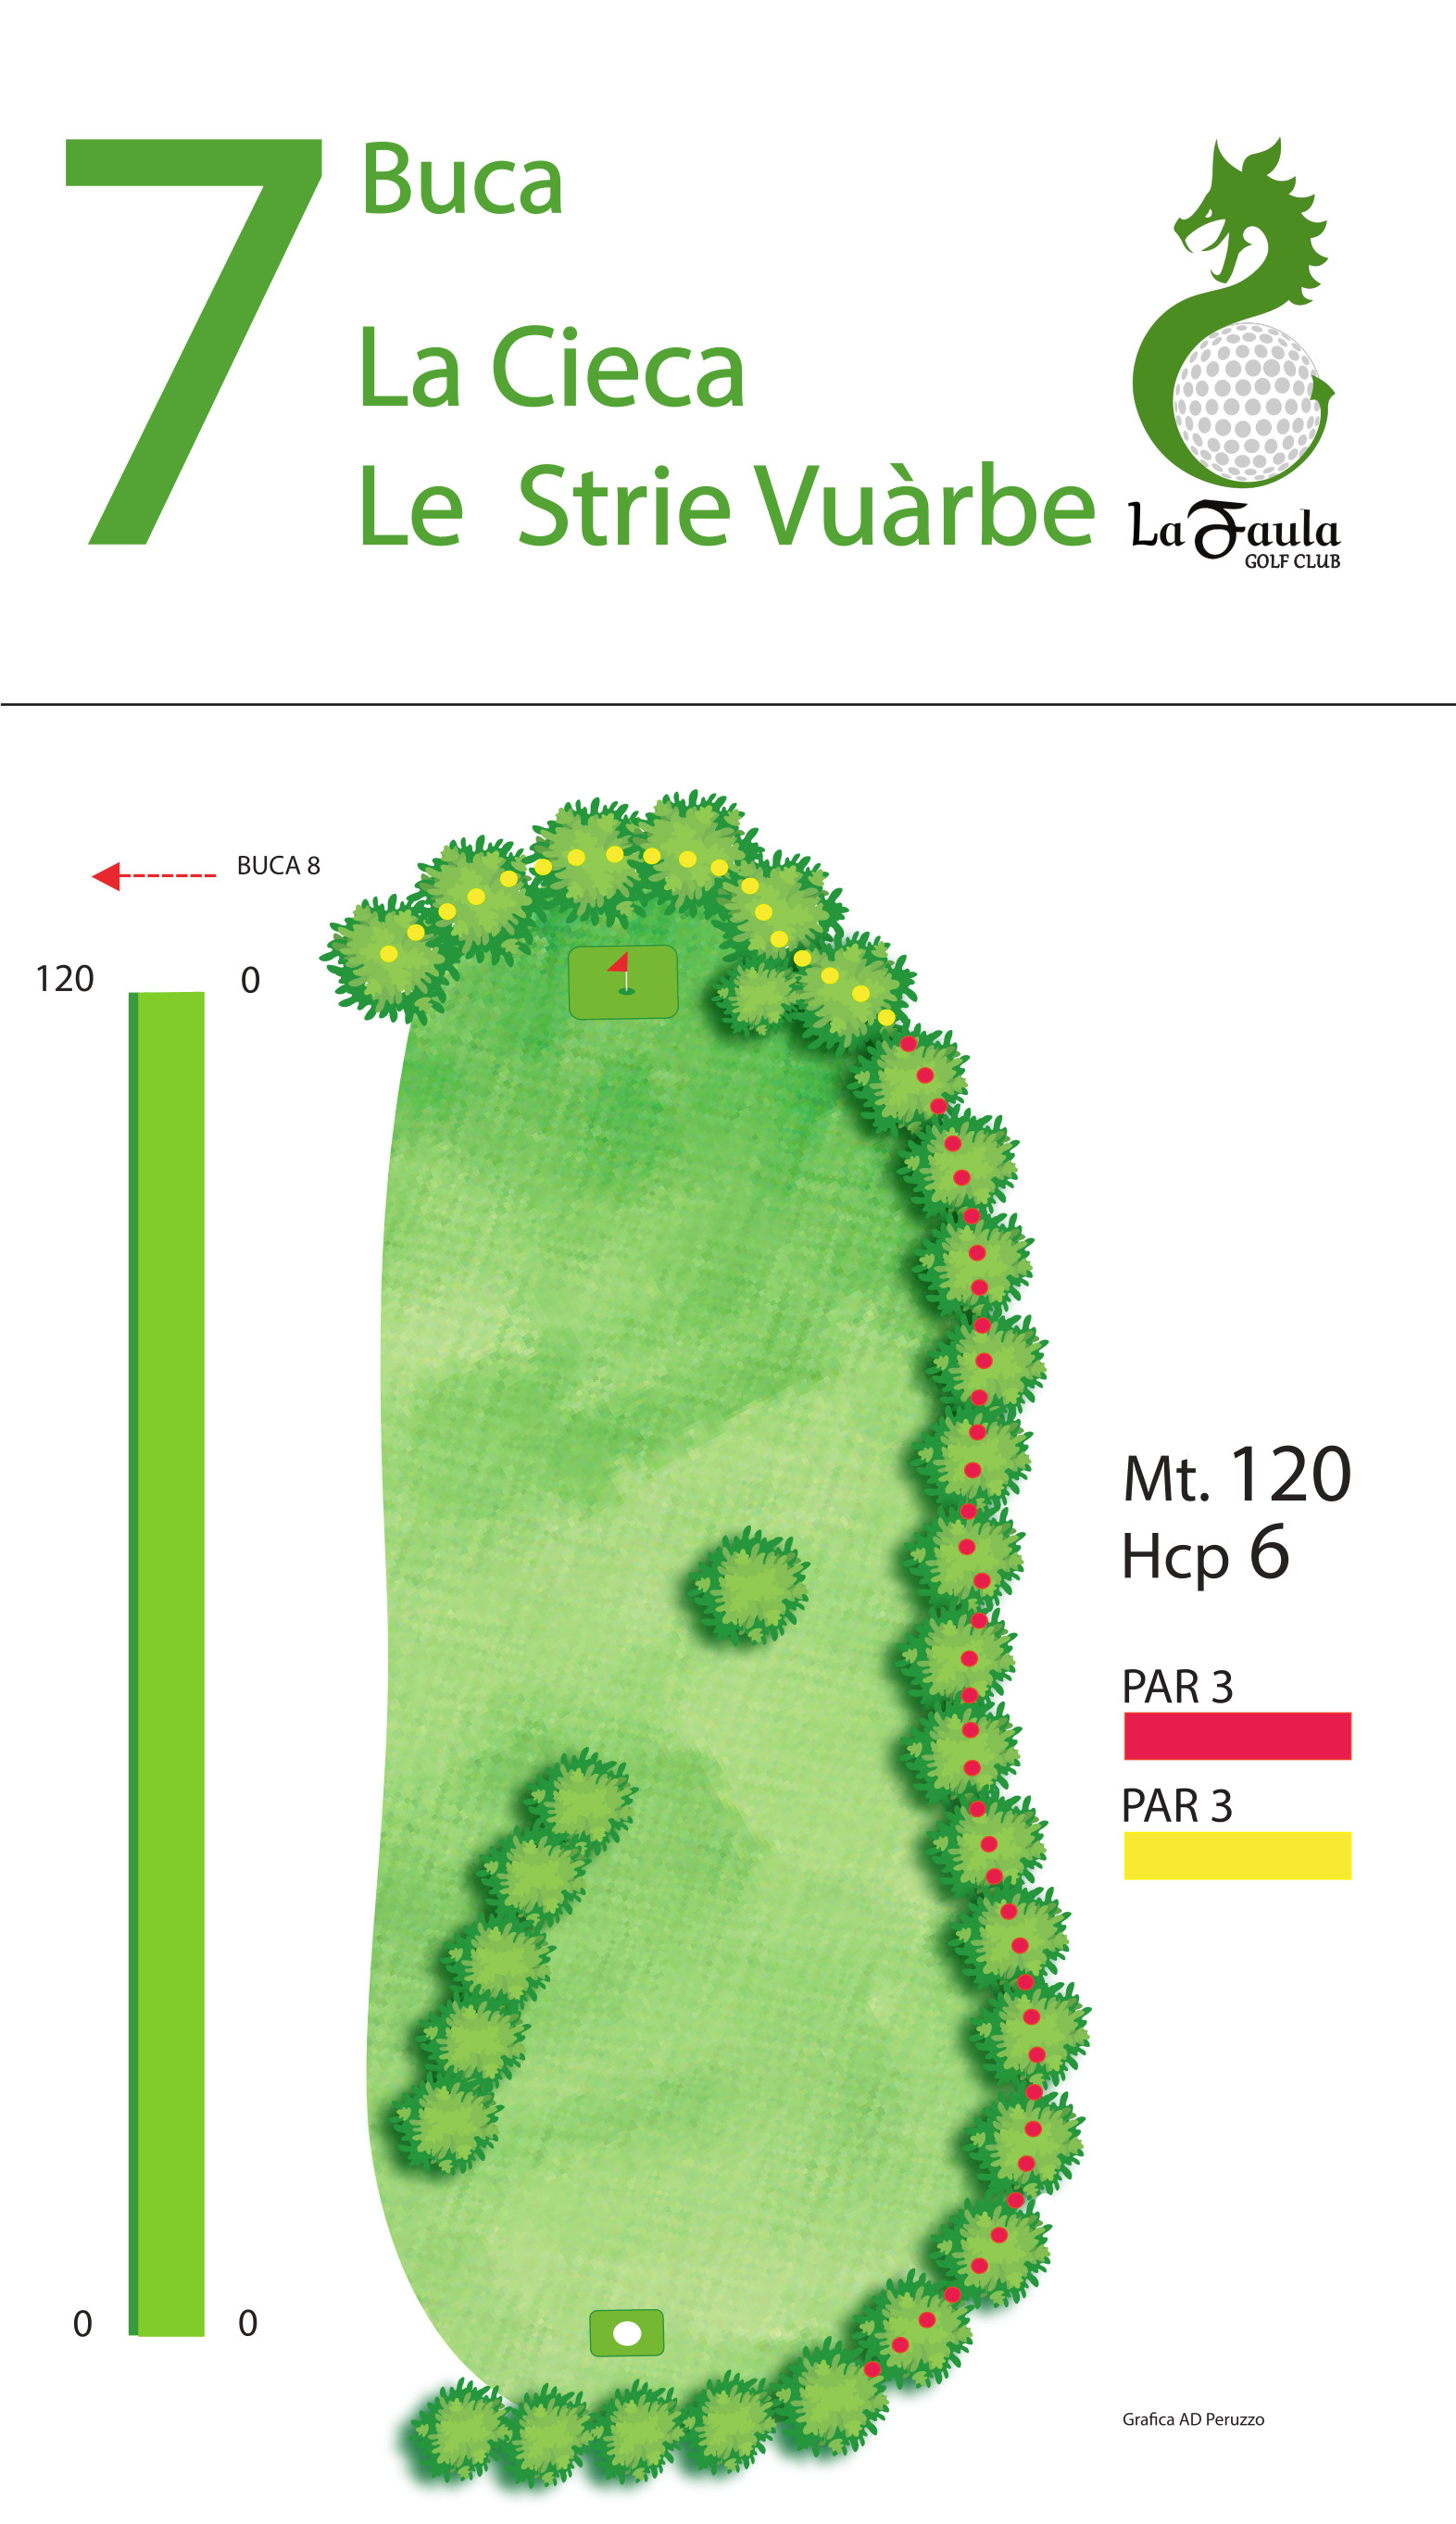 7
Buca
La Cieca
Le Strie Vuàrbe
La Faula
GOLF CLUB
BUCA 8
120
0
Mt. 120
Hcp 6
PAR 3
PAR 3
0
0
Grafica AD Peruzzo